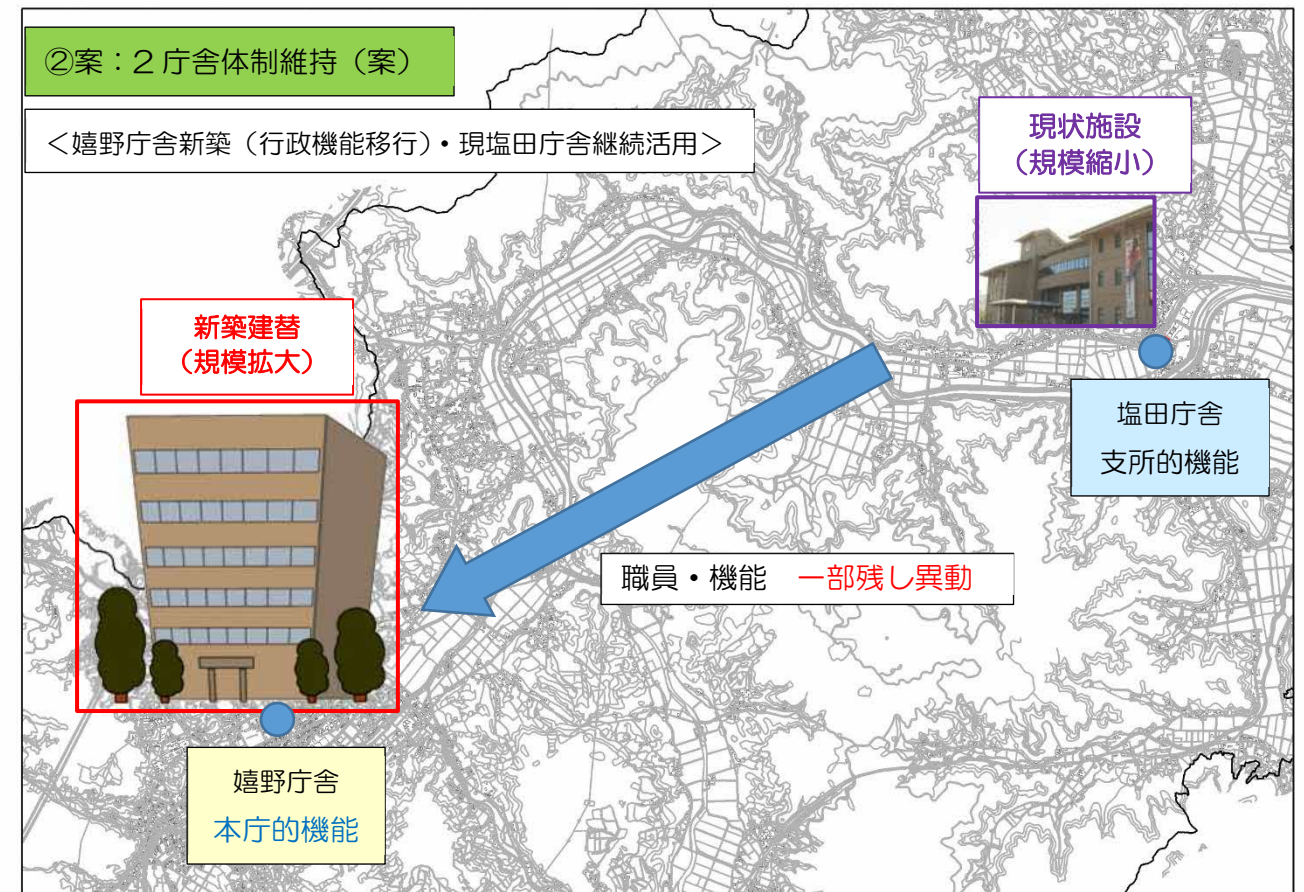 ②案：２庁舎体制維持（案）
＜嬉野庁舎新築（行政機能移行）・現塩田庁舎継続活用＞
現状施設
（規模縮小）
新築建替
（規模拡大）
塩田庁舎
支所的機能
職員・機能　一部残し異動
嬉野庁舎
本庁的機能